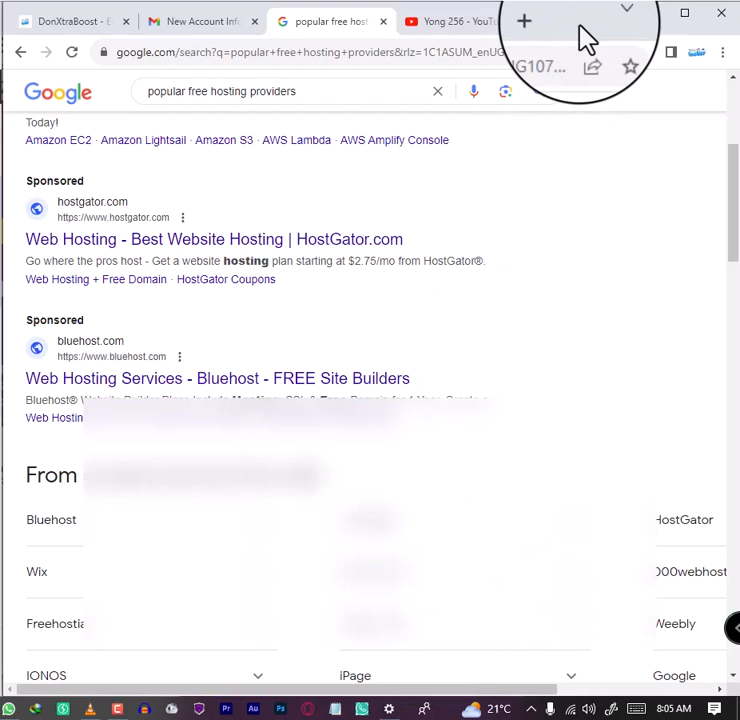 DonXtraBoost - E
New Account Info
popular free host
Yong 256 - YouTu
google.com/search?q=popular+free+hosting+providers&rlz=1C1ASUM_enUG
IG107...
Google
popular free hosting providers
Today!
Amazon EC2 · Amazon Lightsail · Amazon S3 · AWS Lambda · AWS Amplify Console
Sponsored
hostgator.com
https://www.hostgator.com
Web Hosting - Best Website Hosting | HostGator.com
Go where the pros host - Get a website hosting plan starting at $2.75/mo from HostGator®.
Web Hosting + Free Domain · HostGator Coupons
Sponsored
bluehost.com
https://www.bluehost.com
Web Hosting Services - Bluehost - FREE Site Builders
Web Hostin
From
Bluehost HostGator
Wix 000webhost
Freehostia Weebly
IONOS iPage Google
21°C 8:05 AM